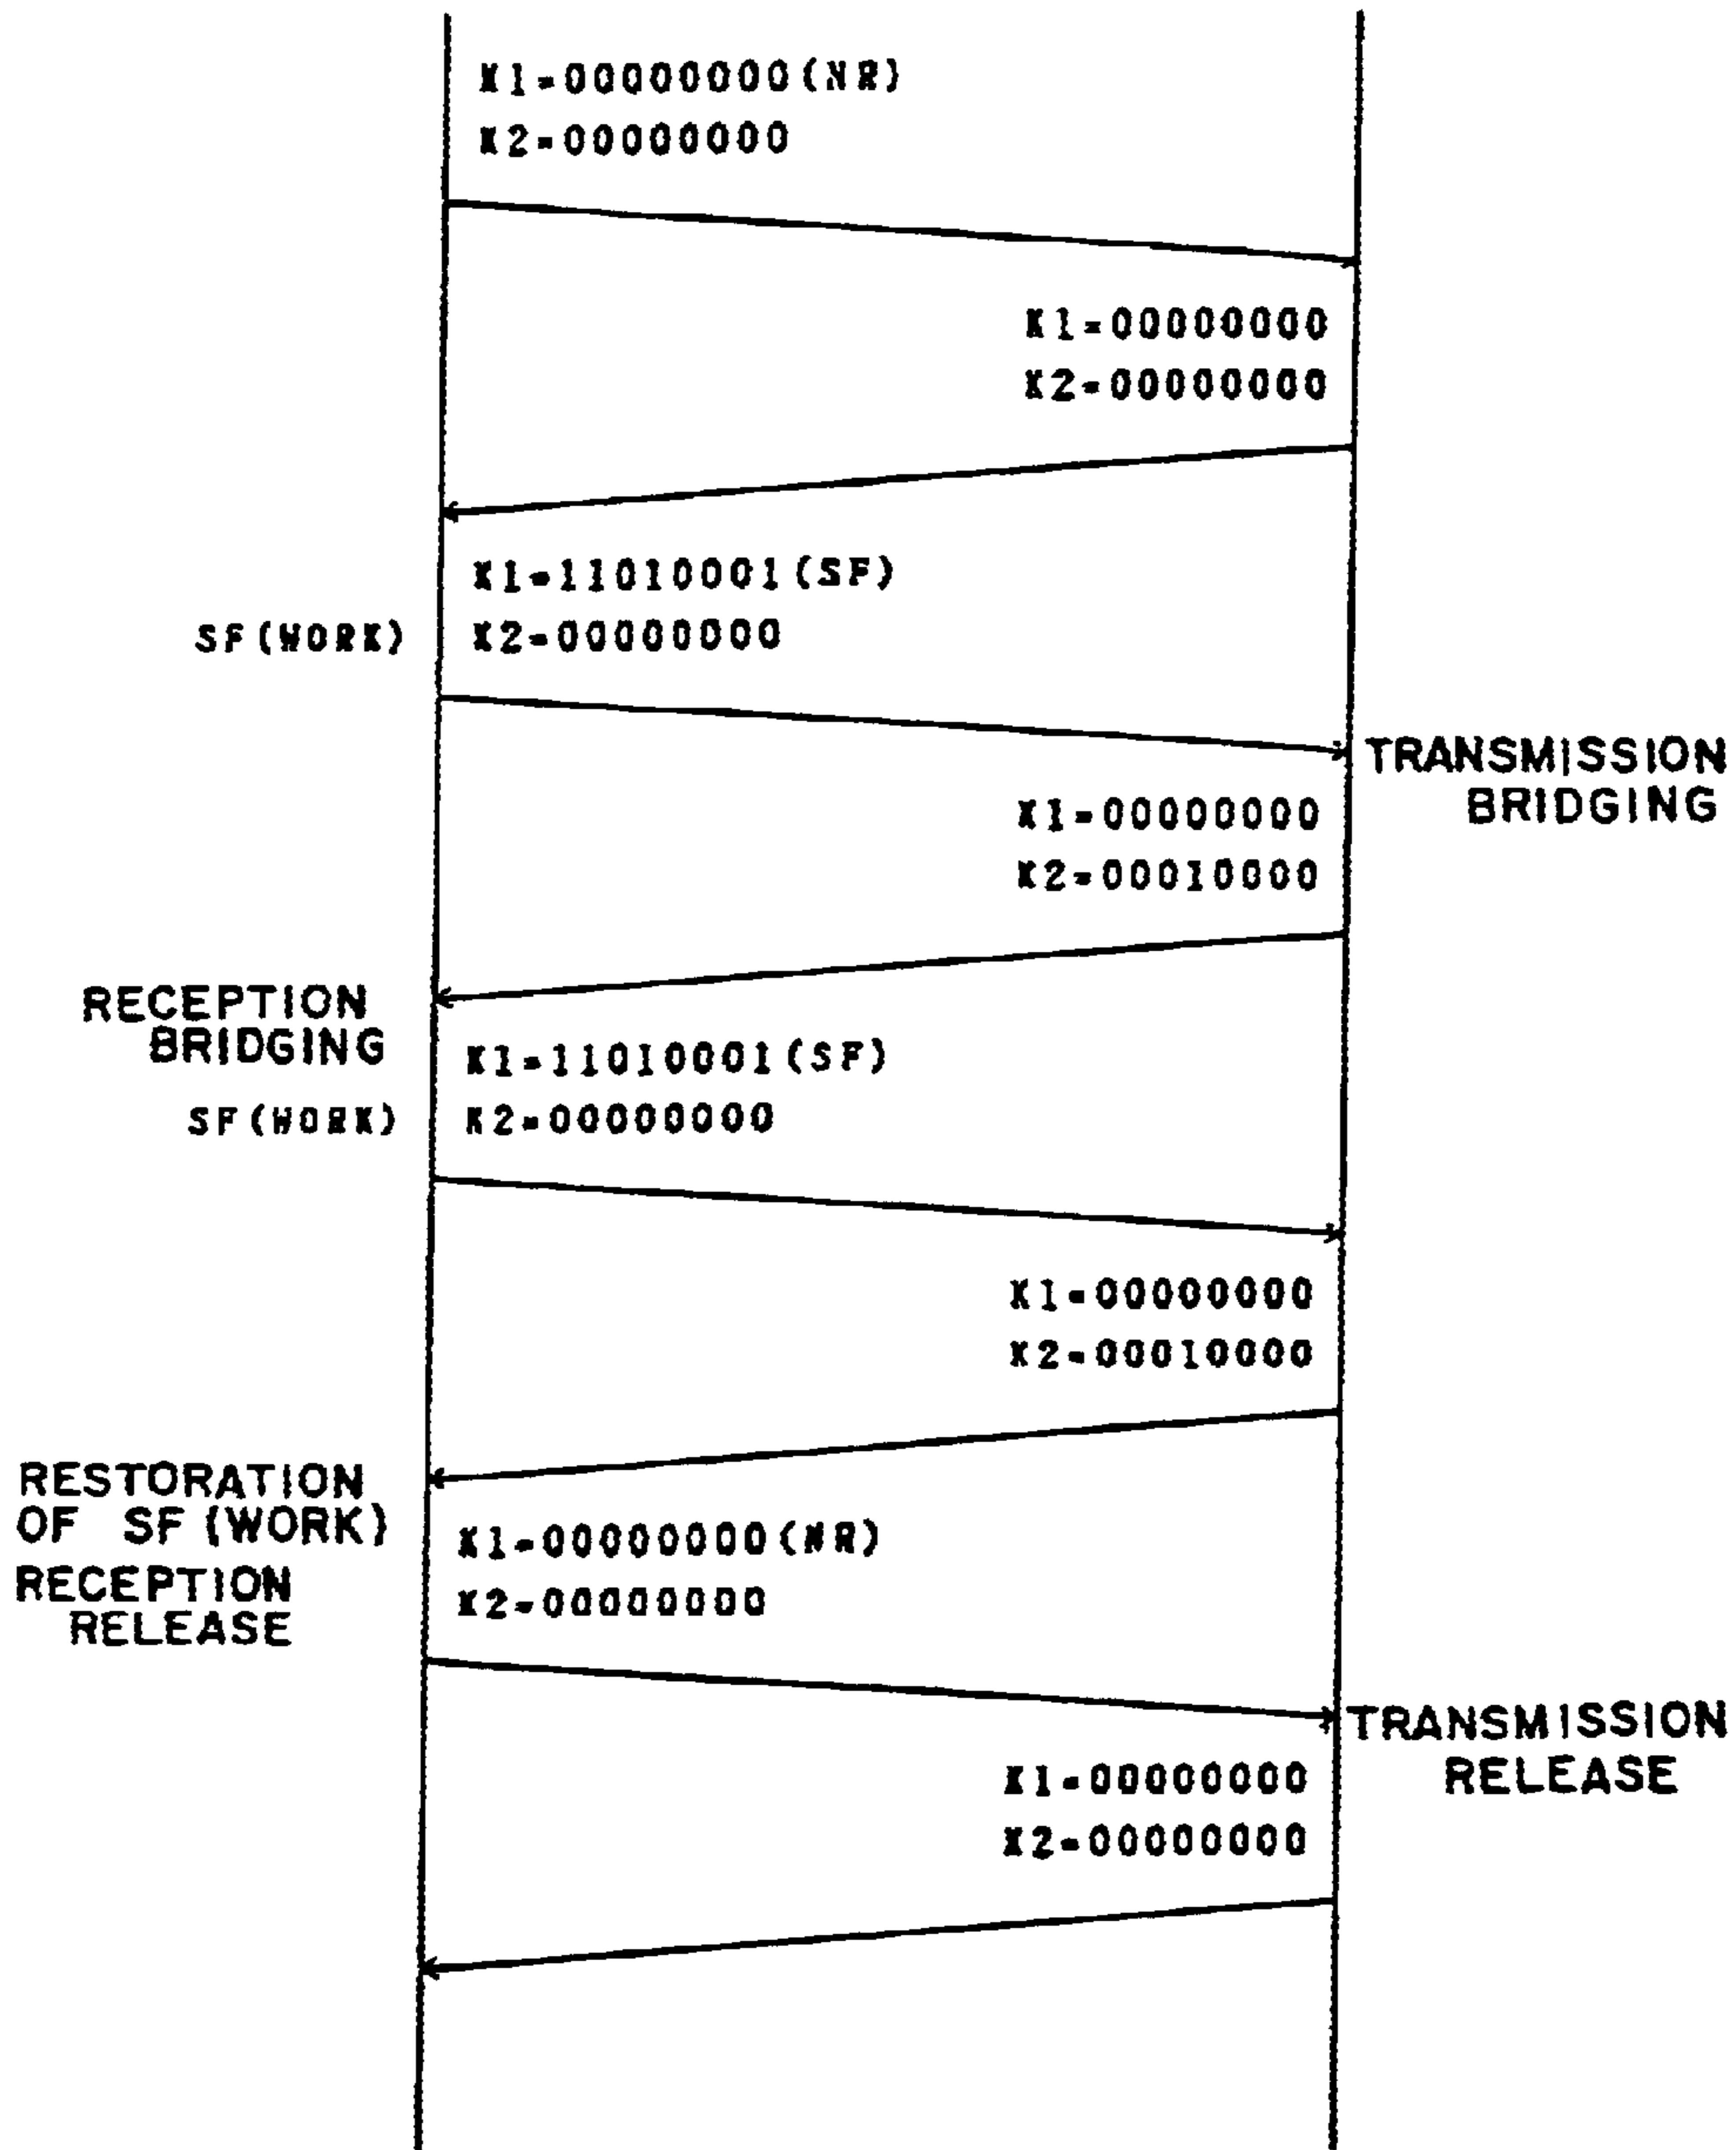 K1=00000000(NR)
K2=00000000
K1=00000000
K2=00000000
K1=11010001(SF)
SF(WORK) K2=00000000
TRANSMISSION
BRIDGING
K1=00000000
K2=00010000
RECEPTION
BRIDGING
K1=11010001(SF)
SF(WORK) K2=00000000
K1=00000000
K2=00010000
RESTORATION
OF SF (WORK)
K1=00000000(NR)
RECEPTION
RELEASE
K2=00000000
TRANSMISSION
RELEASE
K1=00000000
K2=00000000